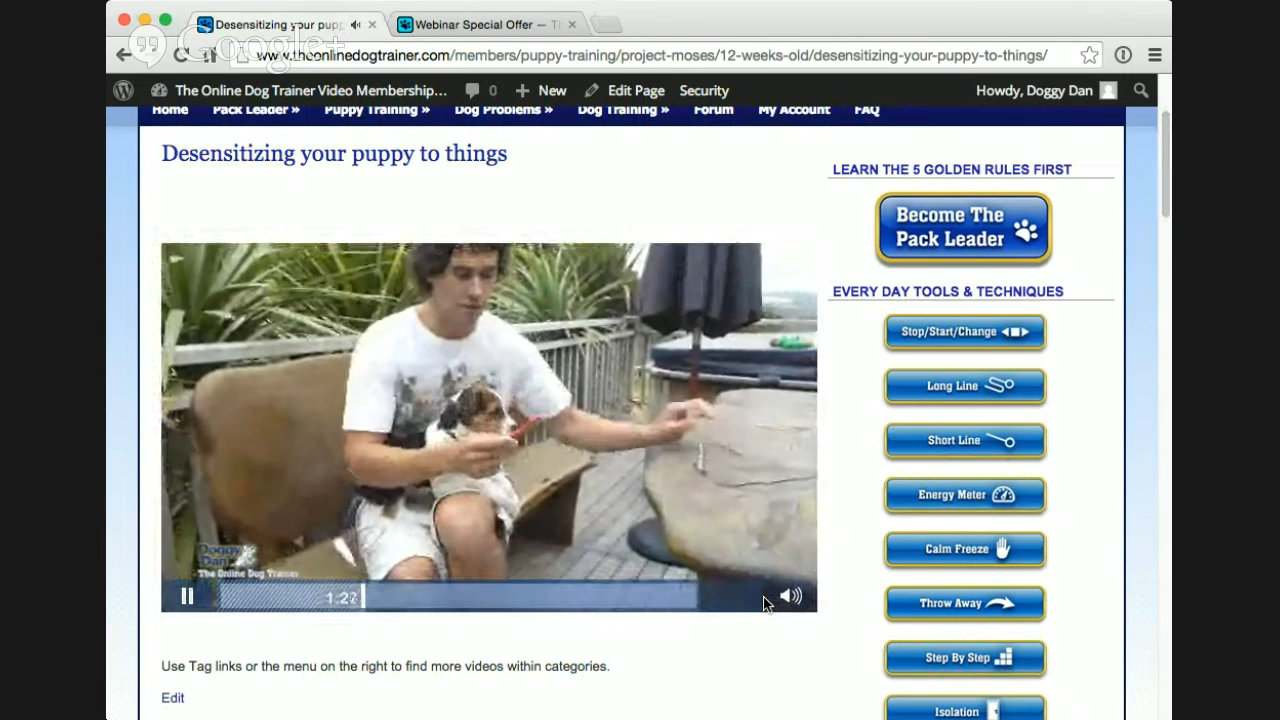 Desensitizing your pupp
Webinar Special Offer — T
Google+
www.theonlinedogtrainer.com/members/puppy-training/project-moses/12-weeks-old/desensitizing-your-puppy-to-things/
The Online Dog Trainer Video Membership… 0 New Edit Page Security Howdy, Doggy Dan
Home Pack Leader » Puppy Training » Dog Problems » Dog Training » Forum My Account FAQ
Desensitizing your puppy to things
LEARN THE 5 GOLDEN RULES FIRST
Become The
Pack Leader
EVERY DAY TOOLS & TECHNIQUES
Stop/Start/Change
Long Line
Short Line
Energy Meter
Calm Freeze
Throw Away
Step By Step
Isolation
Doggy
Dan
The Online Dog Trainer
1:27
Use Tag links or the menu on the right to find more videos within categories.
Edit